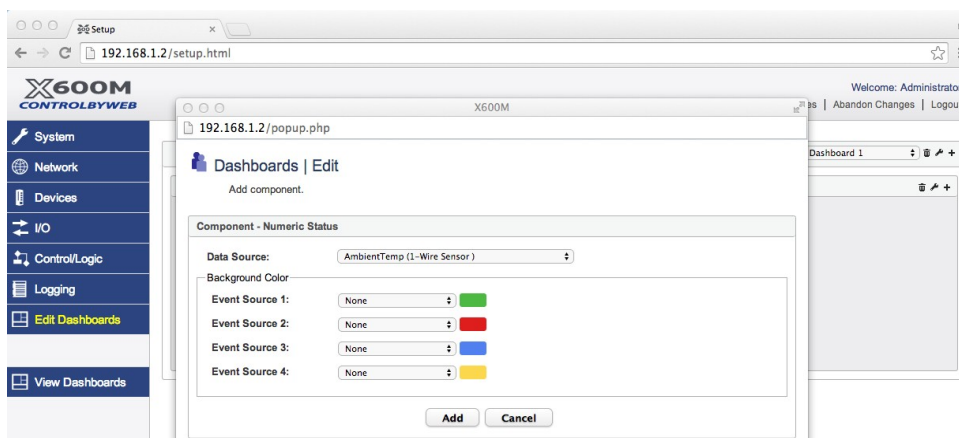 Setup
192.168.1.2/setup.html
X600M
CONTROLBYWEB
Welcome: Administrato
es | Abandon Changes | Logou
X600M
192.168.1.2/popup.php
System
Network
Devices
I/O
Control/Logic
Logging
Edit Dashboards
View Dashboards
Dashboard 1
Dashboards | Edit
Add component.
Component - Numeric Status
Data Source: AmbientTemp (1-Wire Sensor )
Background Color
Event Source 1: None
Event Source 2: None
Event Source 3: None
Event Source 4: None
Add Cancel